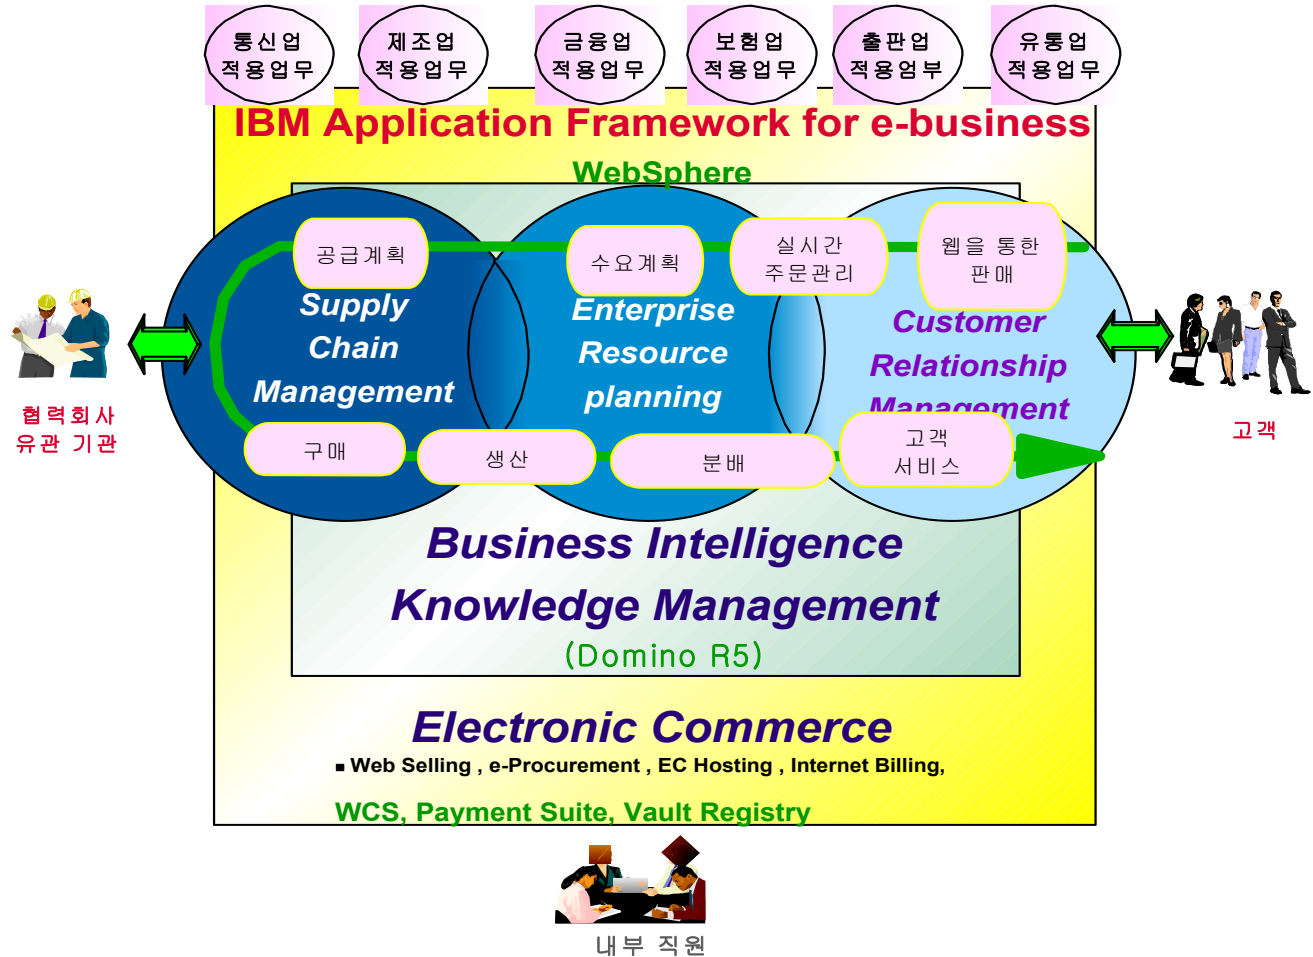 통신업
적용업무
제조업
적용업무
금융업
적용업무
보험업
적용업무
출판업
적용엄부
유통업
적용업무
IBM Application Framework for e-business
WebSphere
공급계획
수요계획
실시간
주문관리
웹을 통한
판매
Supply
Chain
Management
Enterprise
Resource
planning
Customer
Relationship
Management
협력회사
유관 기관
고객
구매
생산
분배
고객
서비스
Business Intelligence
Knowledge Management
(Domino R5)
Electronic Commerce
▪ Web Selling , e-Procurement , EC Hosting , Internet Billing,
WCS, Payment Suite, Vault Registry
내부 직원